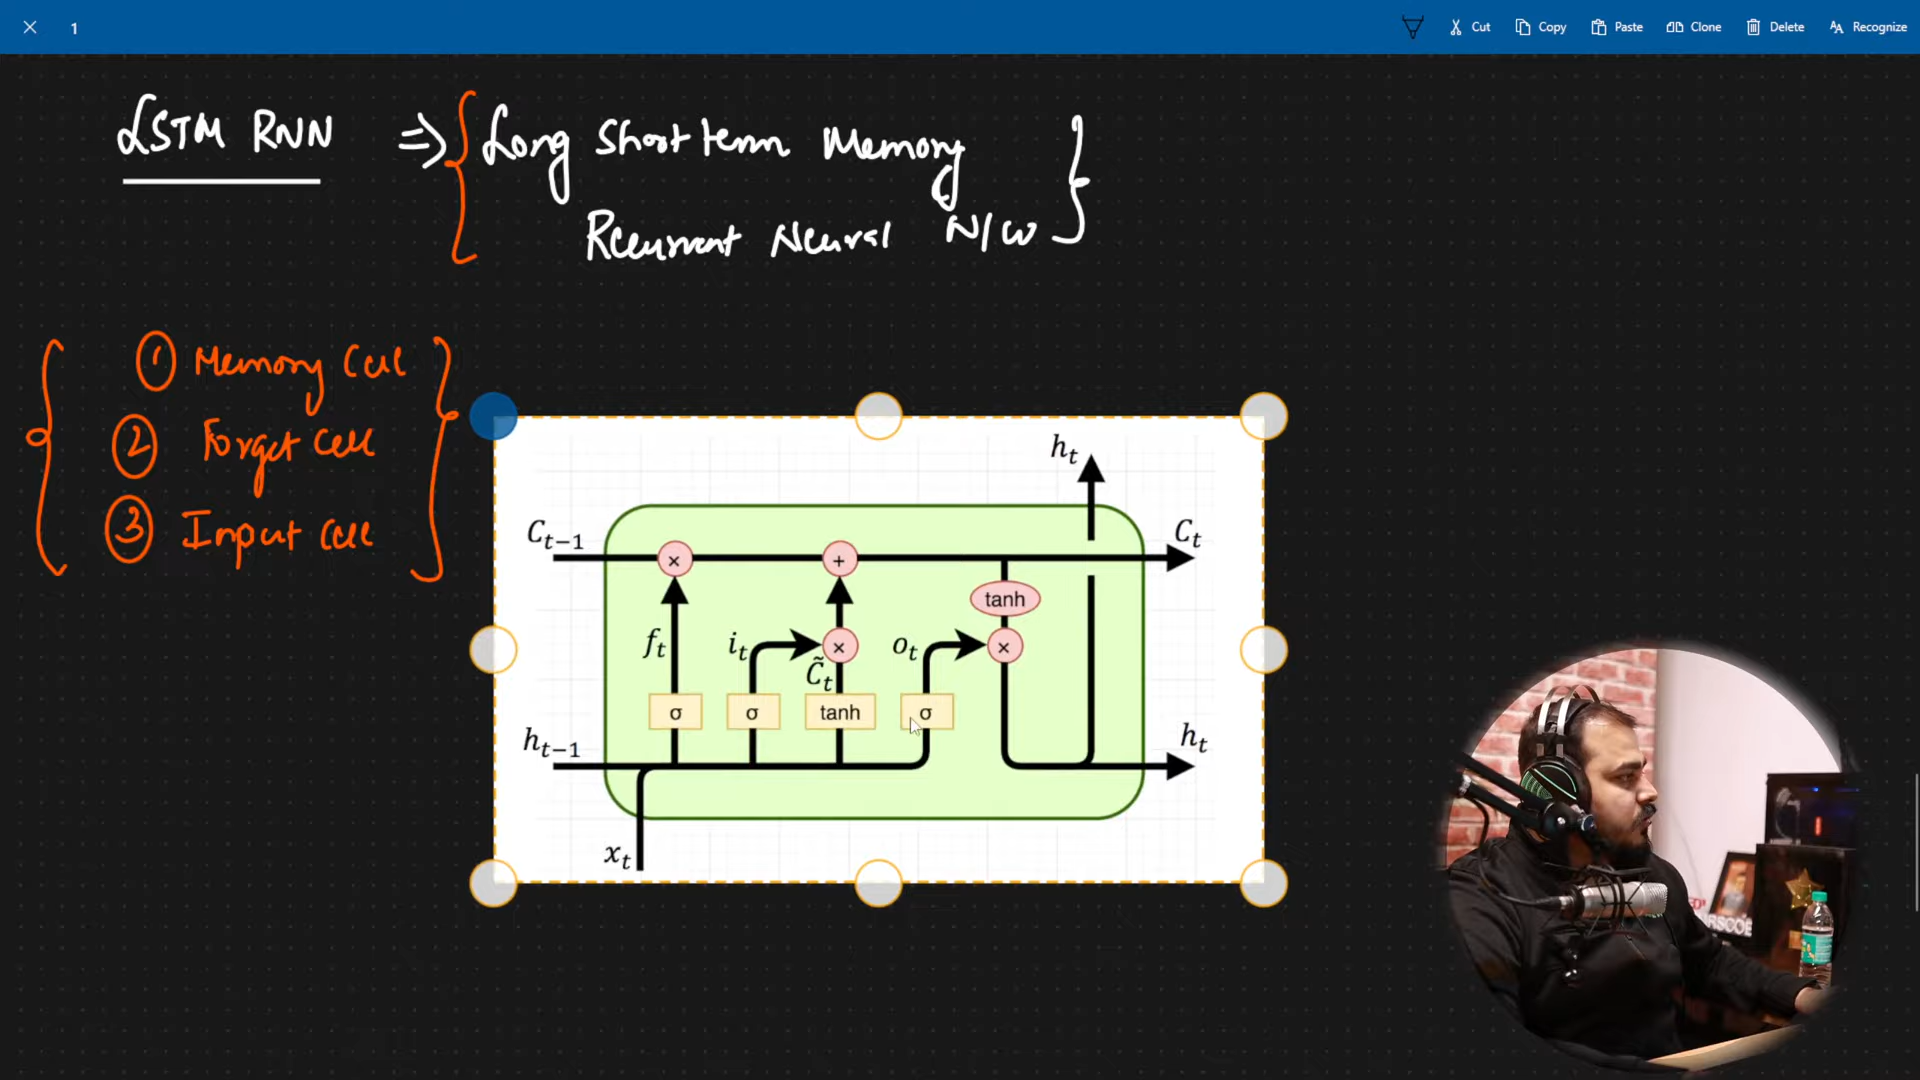 1
Cut Copy Paste Clone Delete Recognize
LSTM RNN => { Long Short term Memory
Recurrent Neural N/W }
① Memory Cell
② Forget Cell
③ Input Cell
hₜ
Cₜ₋₁ × + Cₜ
tanh
fₜ iₜ × oₜ ×
C̃ₜ
σ σ tanh σ
hₜ₋₁ hₜ
xₜ